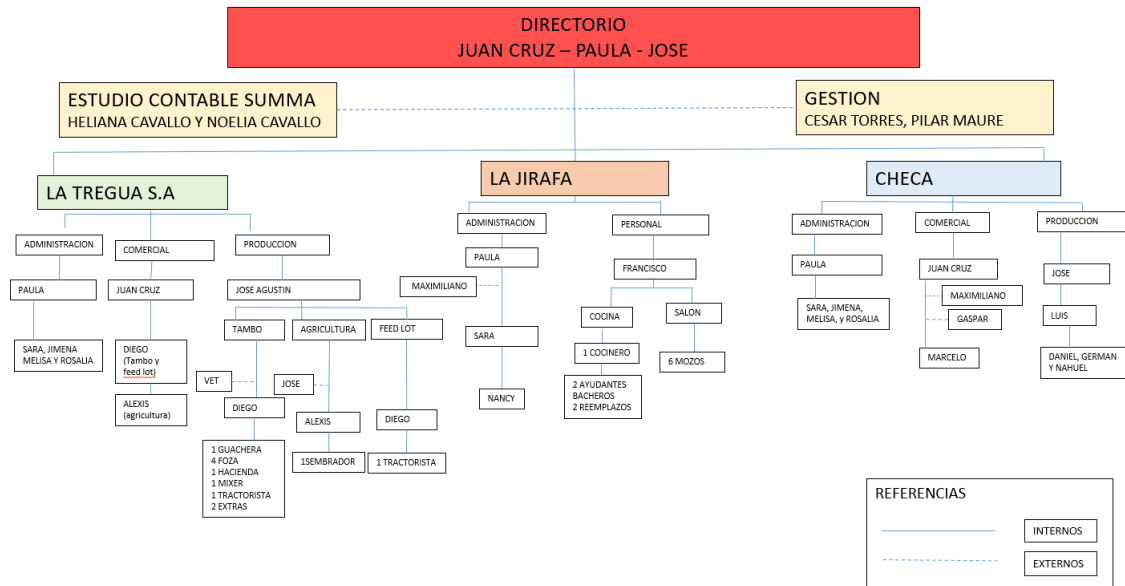 DIRECTORIO
JUAN CRUZ – PAULA - JOSE
ESTUDIO CONTABLE SUMMA
HELIANA CAVALLO Y NOELIA CAVALLO
GESTION
CESAR TORRES, PILAR MAURE
LA TREGUA S.A
ADMINISTRACION
PAULA
SARA, JIMENA
MELISA Y ROSALIA
COMERCIAL
JUAN CRUZ
DIEGO
(Tambo y
feed lot)
ALEXIS
(agricultura)
PRODUCCION
JOSE AGUSTIN
TAMBO
VET
DIEGO
1 GUACHERA
4 FOZA
1 HACIENDA
1 MIXER
1 TRACTORISTA
2 EXTRAS
AGRICULTURA
JOSE
ALEXIS
1SEMBRADOR
FEED LOT
DIEGO
1 TRACTORISTA
LA JIRAFA
ADMINISTRACION
PAULA
MAXIMILIANO
SARA
NANCY
PERSONAL
FRANCISCO
COCINA
1 COCINERO
2 AYUDANTES
BACHEROS
2 REEMPLAZOS
SALON
6 MOZOS
CHECA
ADMINISTRACION
PAULA
SARA, JIMENA,
MELISA, y ROSALIA
COMERCIAL
JUAN CRUZ
MAXIMILIANO
GASPAR
MARCELO
PRODUCCION
JOSE
LUIS
DANIEL, GERMAN
Y NAHUEL
REFERENCIAS
INTERNOS
EXTERNOS